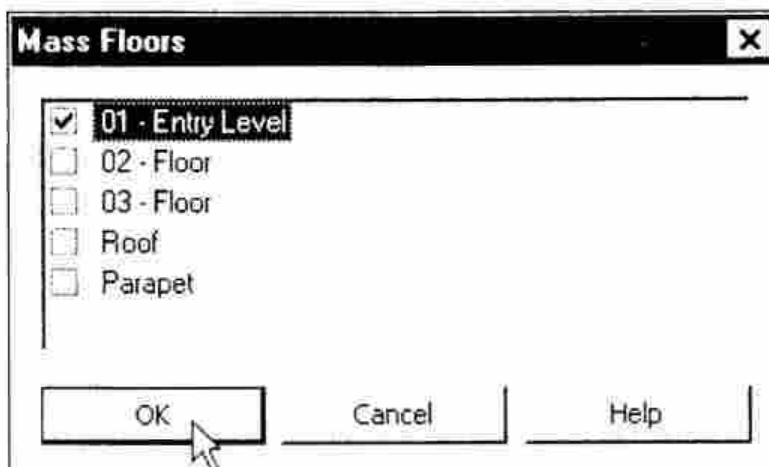 Mass Floors
01 - Entry Level
02 - Floor
03 - Floor
Roof
Parapet
OK Cancel Help